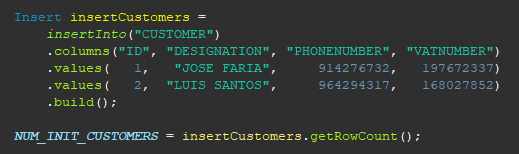 Insert insertCustomers =
insertInto("CUSTOMER")
.columns("ID", "DESIGNATION", "PHONENUMBER", "VATNUMBER")
.values( 1, "JOSE FARIA", 914276732, 197672337)
.values( 2, "LUIS SANTOS", 964294317, 168027852)
.build();
NUM_INIT_CUSTOMERS = insertCustomers.getRowCount();